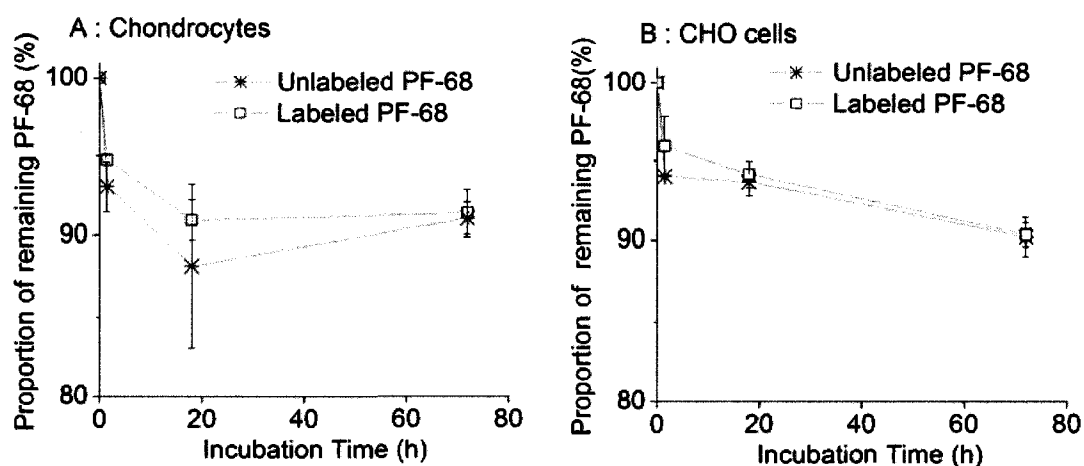 A : Chondrocytes
Proportion of remaining PF-68 (%)
100
90
80
Unlabeled PF-68
Labeled PF-68
0
20
40
60
80
Incubation Time (h)
B : CHO cells
Proportion of remaining PF-68(%)
100
90
80
Unlabeled PF-68
Labeled PF-68
0
20
40
60
80
Incubation Time (h)